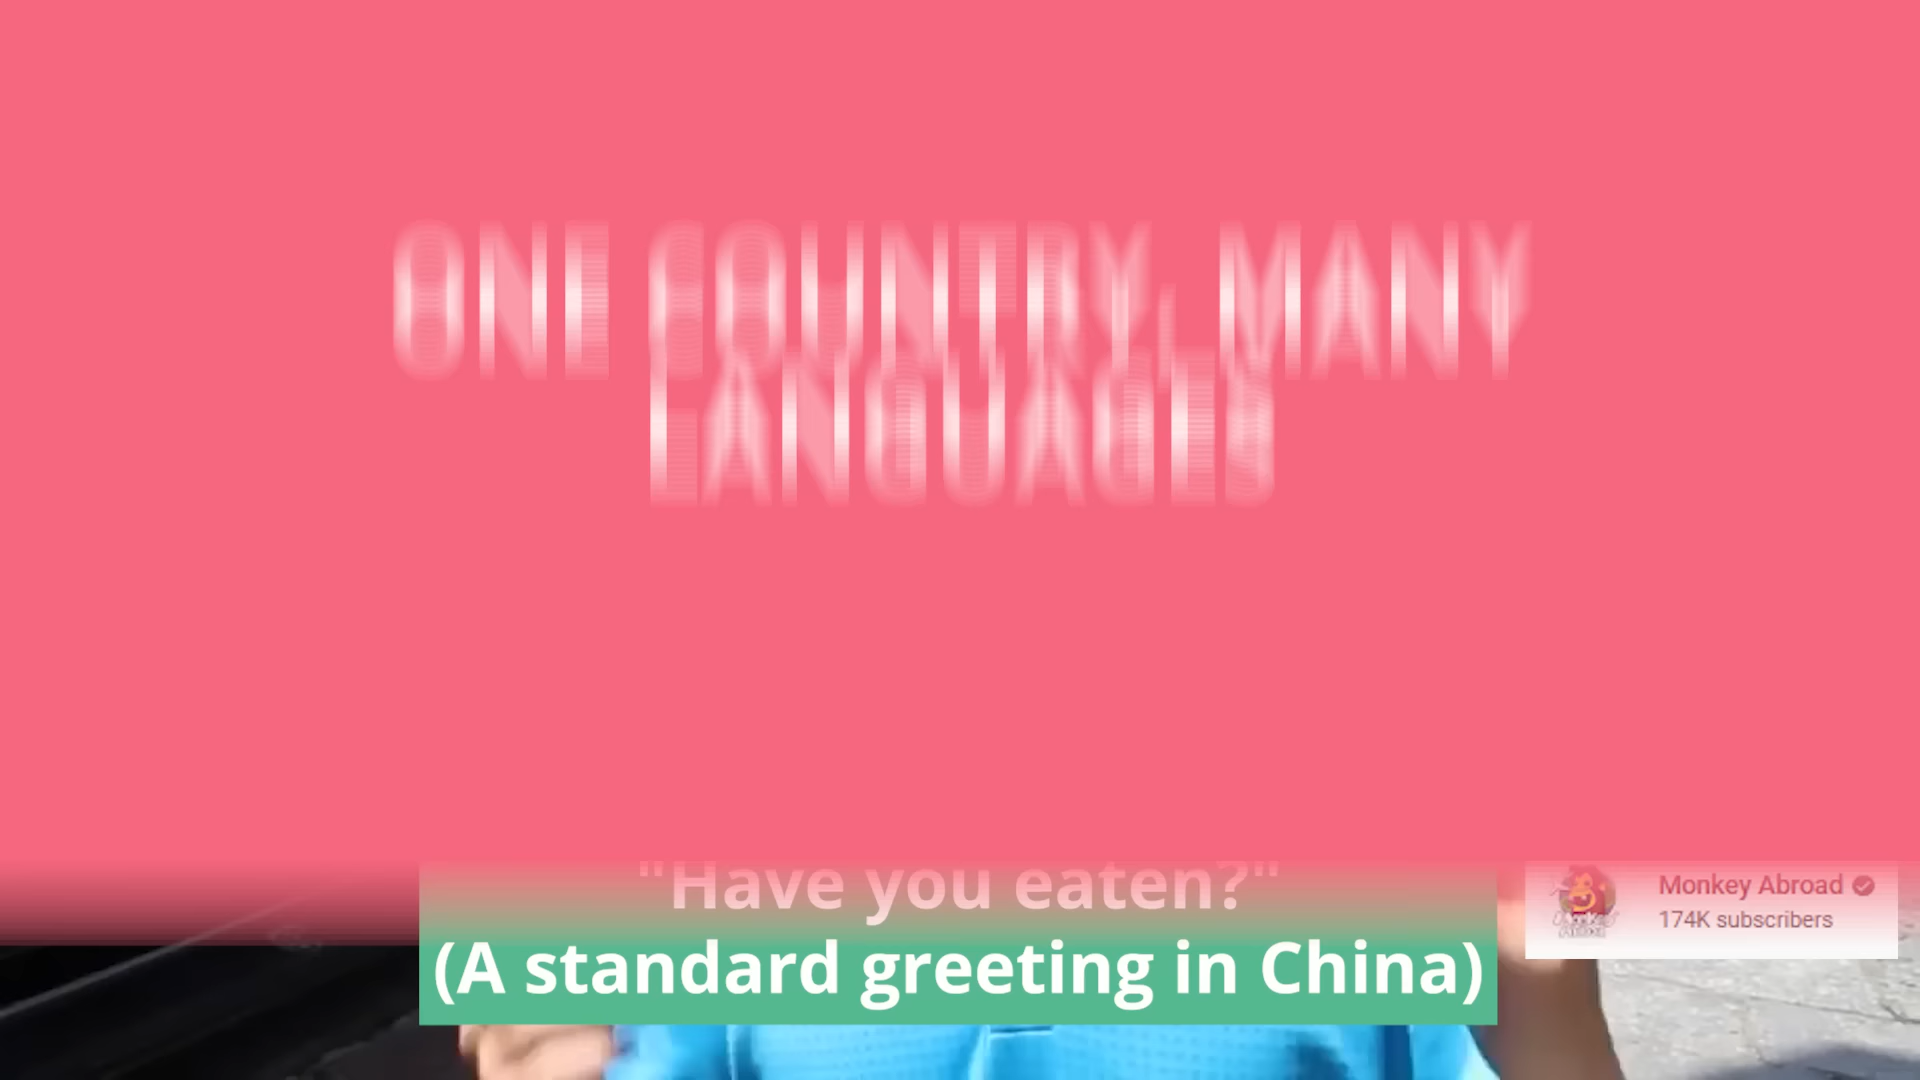 ONE COUNTRY, MANY
LANGUAGES
"Have you eaten?"
(A standard greeting in China)
Monkey Abroad
174K subscribers